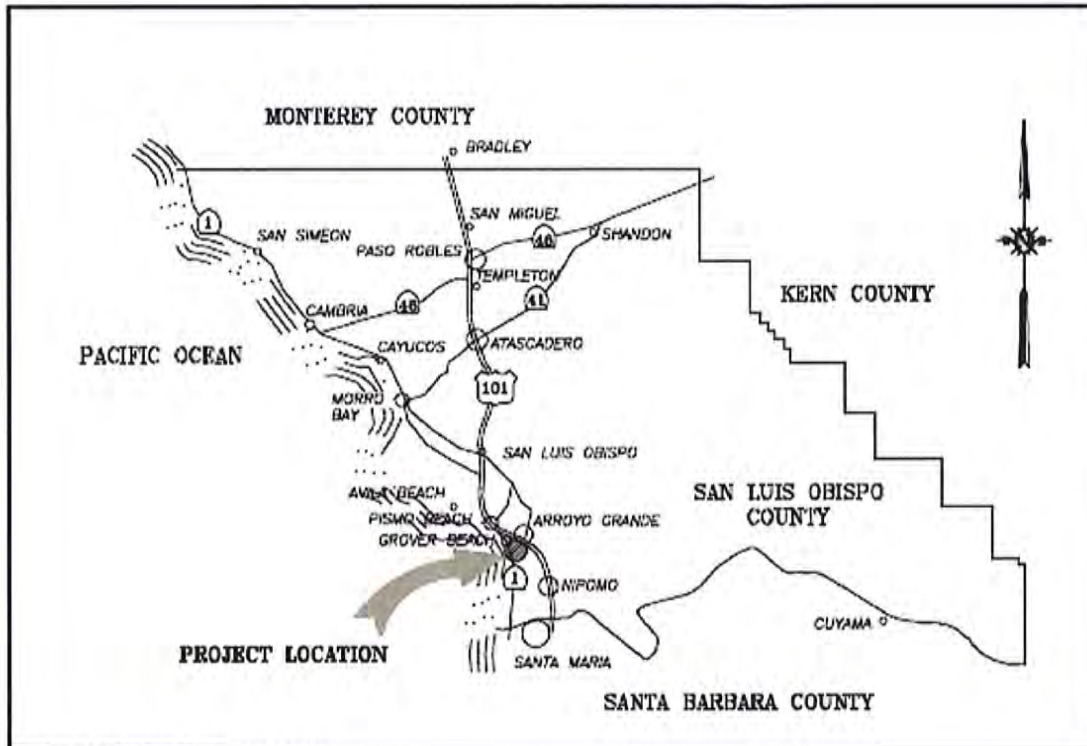 MONTEREY COUNTY
BRADLEY
1
SAN MIGUEL
46
SHANDON
SAN SIMEON
PASO ROBLES
TEMPLETON
KERN COUNTY
46
41
CAMBRIA
PACIFIC OCEAN
CAYUCOS
ATASCADERO
101
MORRO
BAY
SAN LUIS OBISPO
SAN LUIS OBISPO
COUNTY
AVILA BEACH
PISMO BEACH
ARROYO GRANDE
GROVER BEACH
1
NIPOMO
CUYAMA
PROJECT LOCATION
SANTA MARIA
SANTA BARBARA COUNTY
N